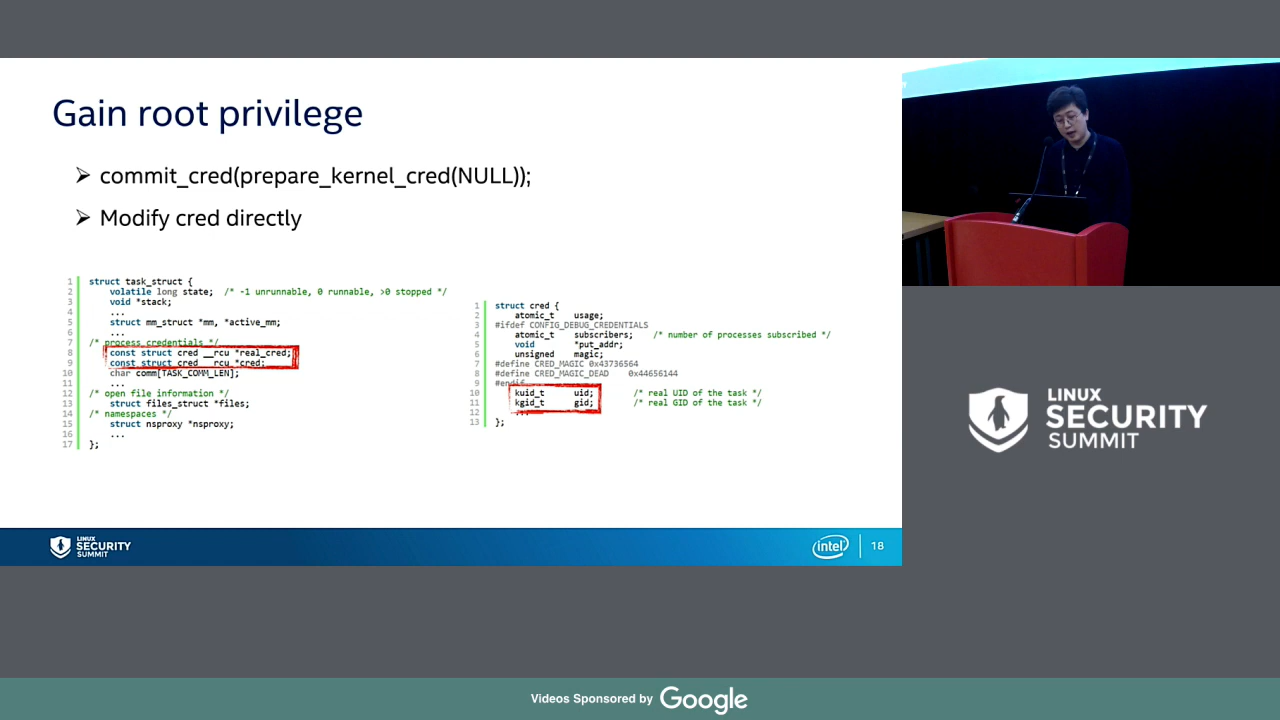 Gain root privilege
➢ commit_cred(prepare_kernel_cred(NULL));
➢ Modify cred directly
1 struct task_struct {
2 volatile long state; /* -1 unrunnable, 0 runnable, >0 stopped */
3 void *stack;
4 ...
5 struct mm_struct *mm, *active_mm;
6 ...
7 /* process credentials */
8 const struct cred __rcu *real_cred;
9 const struct cred __rcu *cred;
10 char comm[TASK_COMM_LEN];
11 ...
12 /* open file information */
13 struct files_struct *files;
14 /* namespaces */
15 struct nsproxy *nsproxy;
16 ...
17 };
1 struct cred {
2 atomic_t usage;
3 #ifdef CONFIG_DEBUG_CREDENTIALS
4 atomic_t subscribers; /* number of processes subscribed */
5 void *put_addr;
6 unsigned magic;
7 #define CRED_MAGIC 0x43736564
8 #define CRED_MAGIC_DEAD 0x44656144
9 #endif
10 kuid_t uid; /* real UID of the task */
11 kgid_t gid; /* real GID of the task */
12 ...
13 };
LINUX
SECURITY
SUMMIT
intel
18
LINUX
SECURITY
SUMMIT
Videos Sponsored by Google